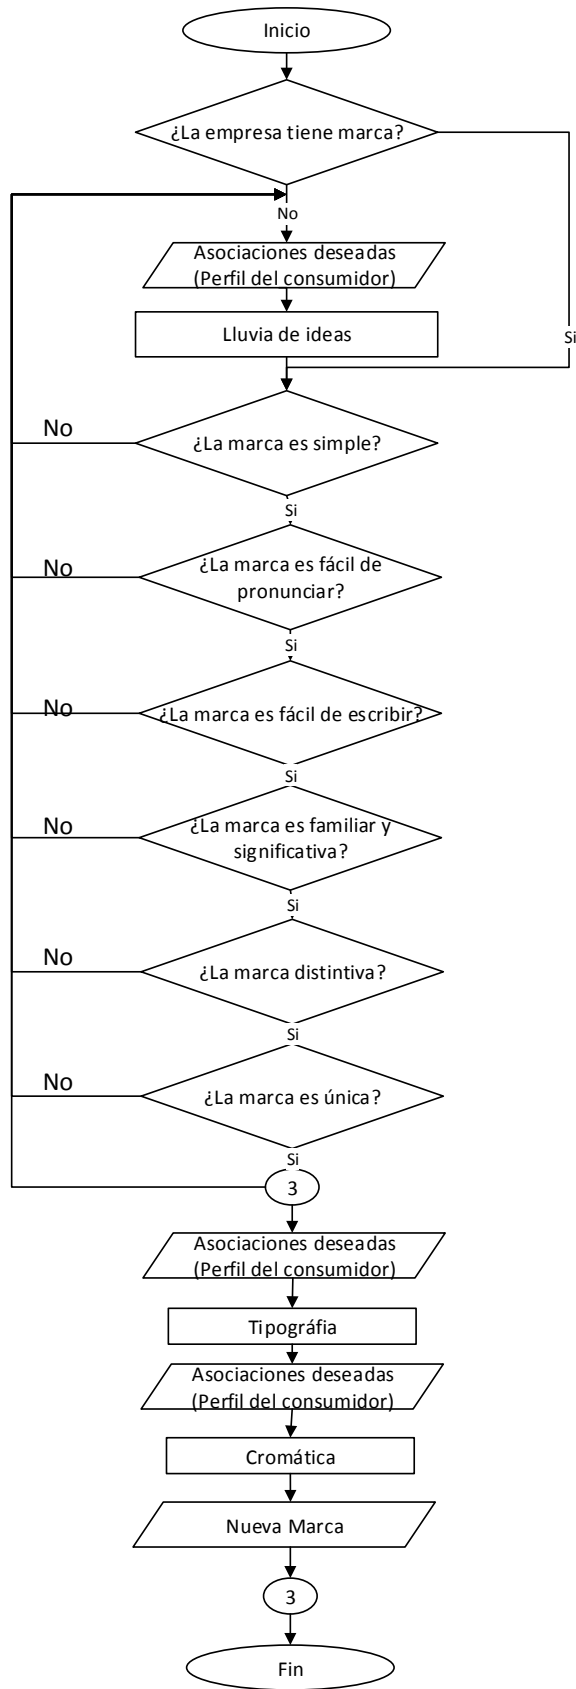 Inicio
¿La empresa tiene marca?
No
Asociaciones deseadas
(Perfil del consumidor)
Lluvia de ideas
Si
No
¿La marca es simple?
Si
No
¿La marca es fácil de
pronunciar?
Si
No
¿La marca es fácil de escribir?
Si
No
¿La marca es familiar y
significativa?
Si
No
¿La marca distintiva?
Si
No
¿La marca es única?
Si
3
Asociaciones deseadas
(Perfil del consumidor)
Tipográfia
Asociaciones deseadas
(Perfil del consumidor)
Cromática
Nueva Marca
3
Fin